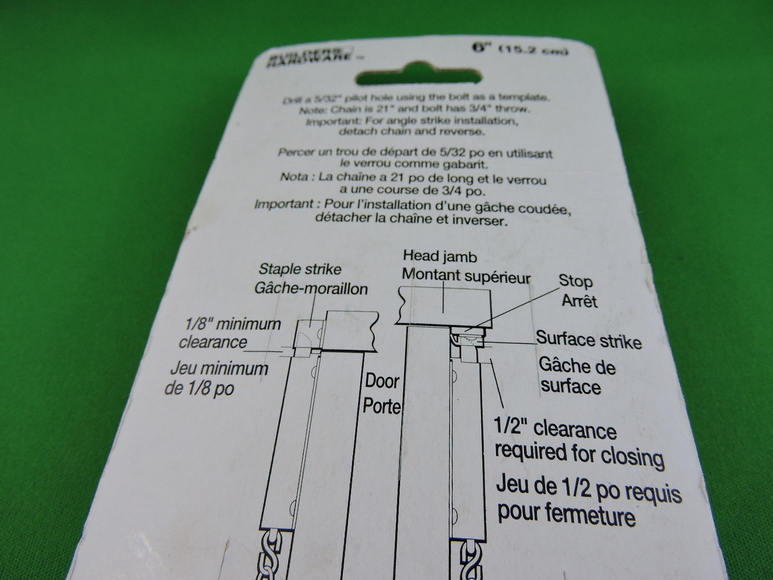 BUILDERS
HARDWARE™
6" (15.2 cm)
Drill a 5/32" pilot hole using the bolt as a template.
Note: Chain is 21" and bolt has 3/4" throw.
Important: For angle strike installation,
detach chain and reverse.
Percer un trou de départ de 5/32 po en utilisant
le verrou comme gabarit.
Nota : La chaîne a 21 po de long et le verrou
a une course de 3/4 po.
Important : Pour l'installation d'une gâche coudée,
détacher la chaîne et inverser.
Staple strike
Gâche-moraillon
Head jamb
Montant supérieur
Stop
Arrêt
1/8" minimum
clearance
Jeu minimum
de 1/8 po
Door
Porte
Surface strike
Gâche de
surface
1/2" clearance
required for closing
Jeu de 1/2 po requis
pour fermeture